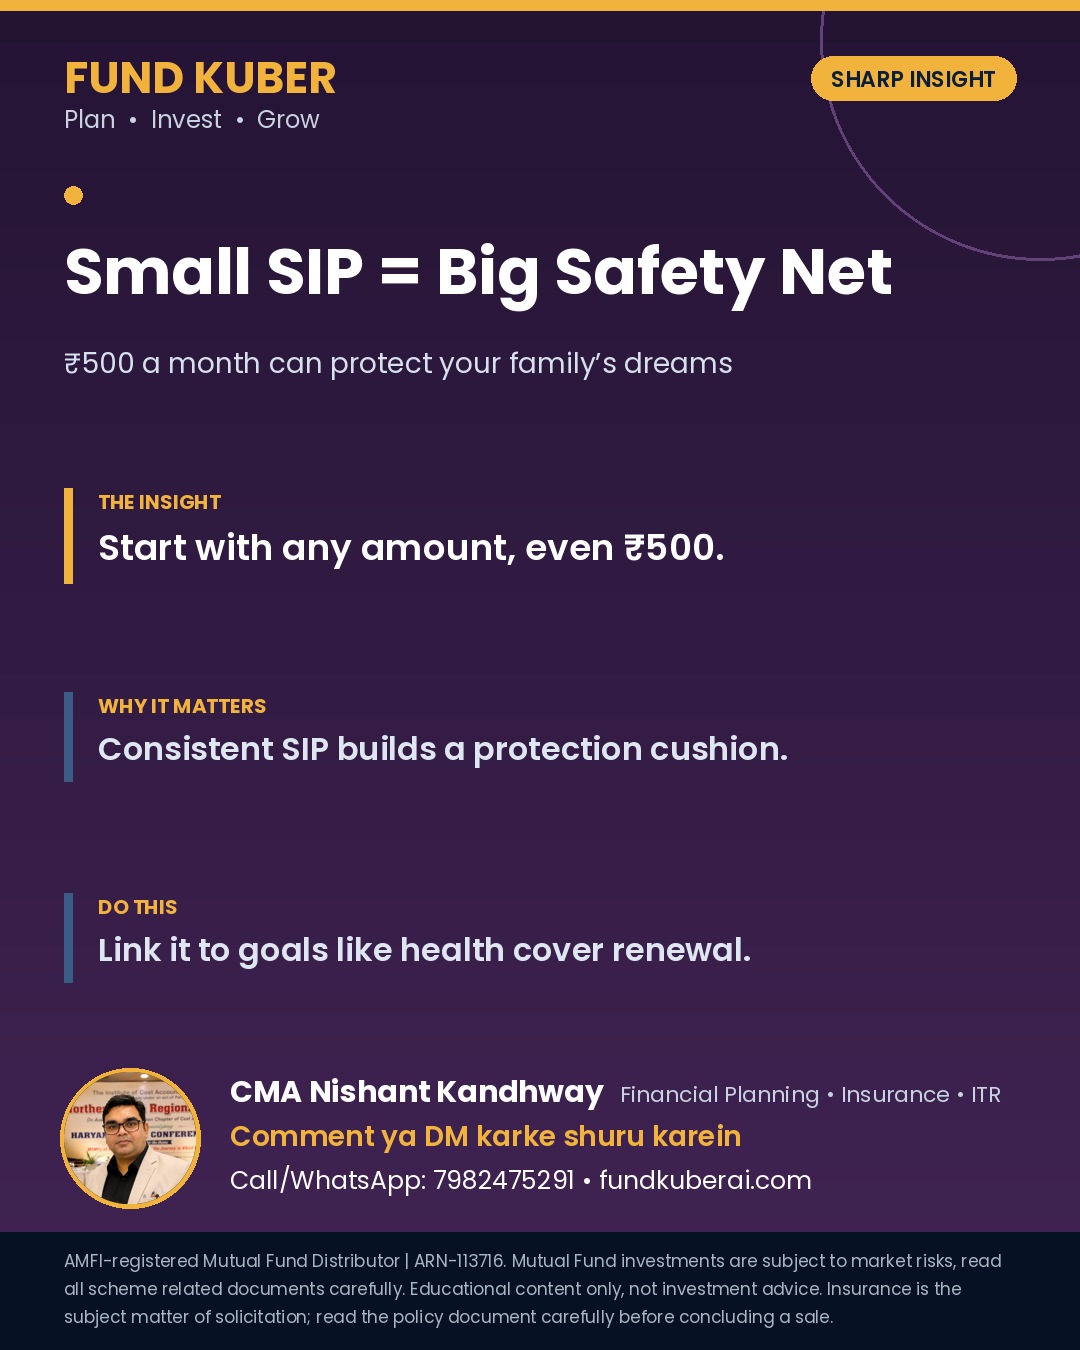 FUND KUBER
SHARP INSIGHT
Plan • Invest • Grow
Small SIP = Big Safety Net
₹500 a month can protect your family’s dreams
THE INSIGHT
Start with any amount, even ₹500.
WHY IT MATTERS
Consistent SIP builds a protection cushion.
DO THIS
Link it to goals like health cover renewal.
CMA Nishant Kandhway Financial Planning • Insurance • ITR
Comment ya DM karke shuru karein
Call/WhatsApp: 7982475291 • fundkuberai.com
AMFI-registered Mutual Fund Distributor | ARN-113716. Mutual Fund investments are subject to market risks, read
all scheme related documents carefully. Educational content only, not investment advice. Insurance is the
subject matter of solicitation; read the policy document carefully before concluding a sale.